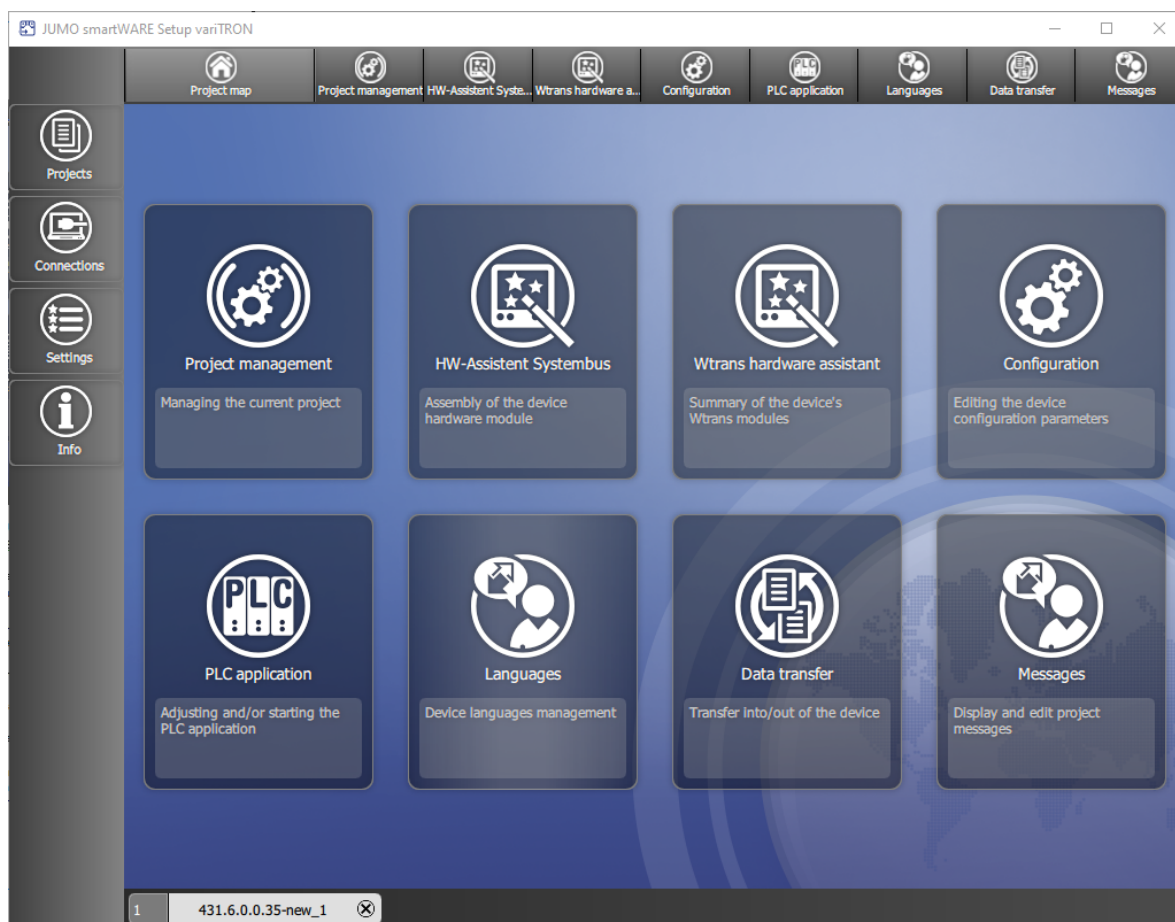 JUMO smartWARE Setup variTRON
Project map
Project management
HW-Assistent Syste...
Wtrans hardware a...
Configuration
PLC
PLC application
Languages
Data transfer
Messages
Projects
Connections
Settings
Info
Project management
Managing the current project
HW-Assistent Systembus
Assembly of the device
hardware module
Wtrans hardware assistant
Summary of the device's
Wtrans modules
Configuration
Editing the device
configuration parameters
PLC
PLC application
Adjusting and/or starting the
PLC application
Languages
Device languages management
Data transfer
Transfer into/out of the device
Messages
Display and edit project
messages
1
431.6.0.0.35-new_1